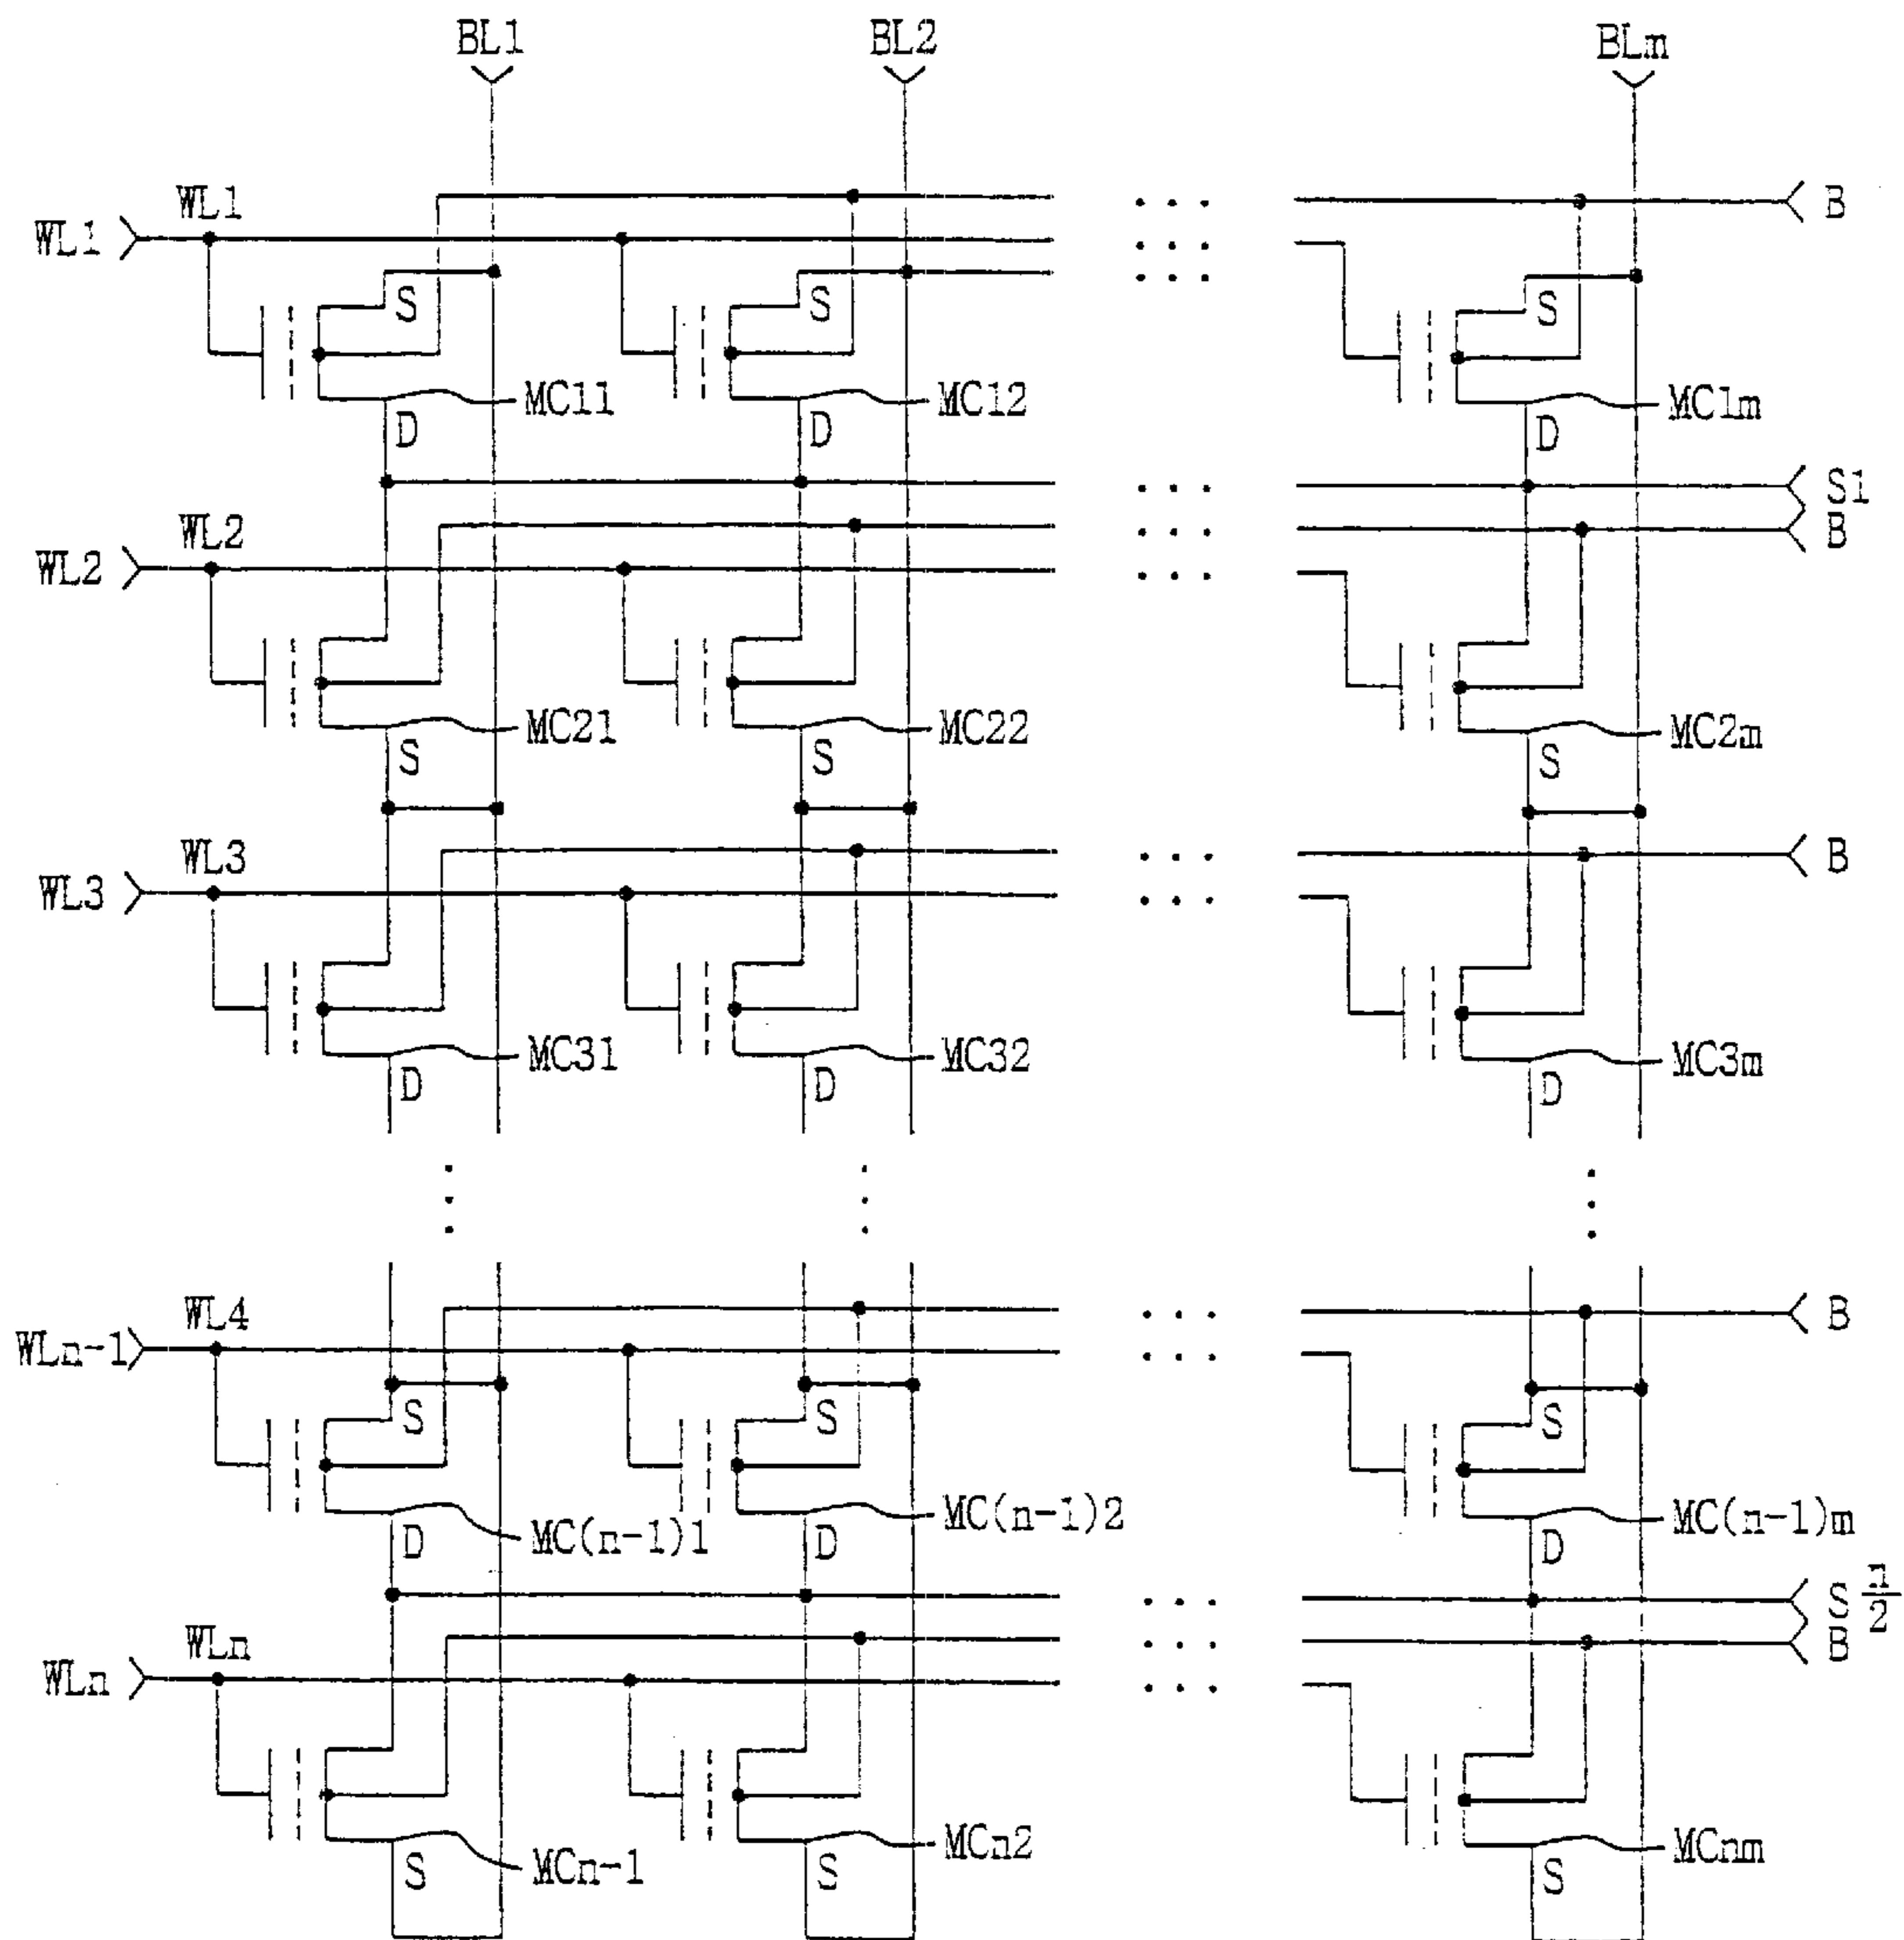 BL1 BL2 BLm
WL1 B
WL1
S S S
MC11 MC12 MC1m
D D D
S1
WL2 B
WL2
MC21 MC22 MC2m
S S S
WL3 B
WL3
MC31 MC32 MC3m
D D D
WL4 B
WLn-1
S S S
MC(n-1)1 MC(n-1)2 MC(n-1)m
D D D
S n/2
WLn B
WLn
MCn-1 MCn2 MCnm
S S S